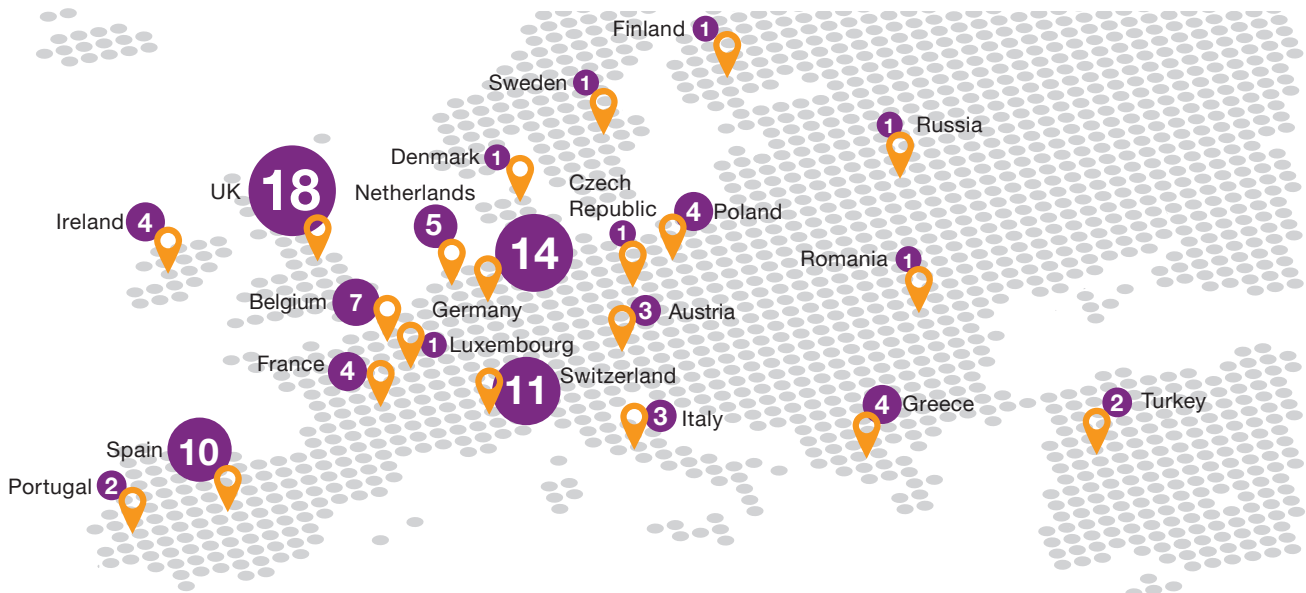 Finland 1
Sweden 1
1 Russia
Denmark 1
UK 18
Netherlands
5
Czech
Republic
1
4 Poland
Ireland 4
14
Germany
Romania 1
Belgium 7
3 Austria
1 Luxembourg
France 4
11 Switzerland
3 Italy
4 Greece
2 Turkey
Spain 10
Portugal 2